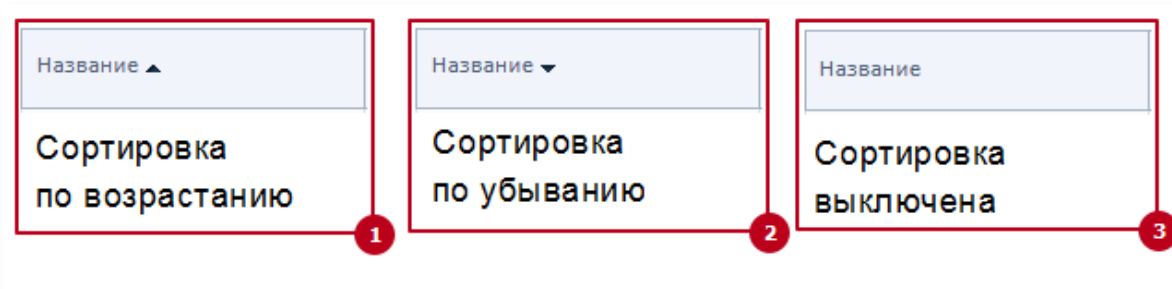 Название
Сортировка
по возрастанию
1
Название
Сортировка
по убыванию
2
Название
Сортировка
выключена
3